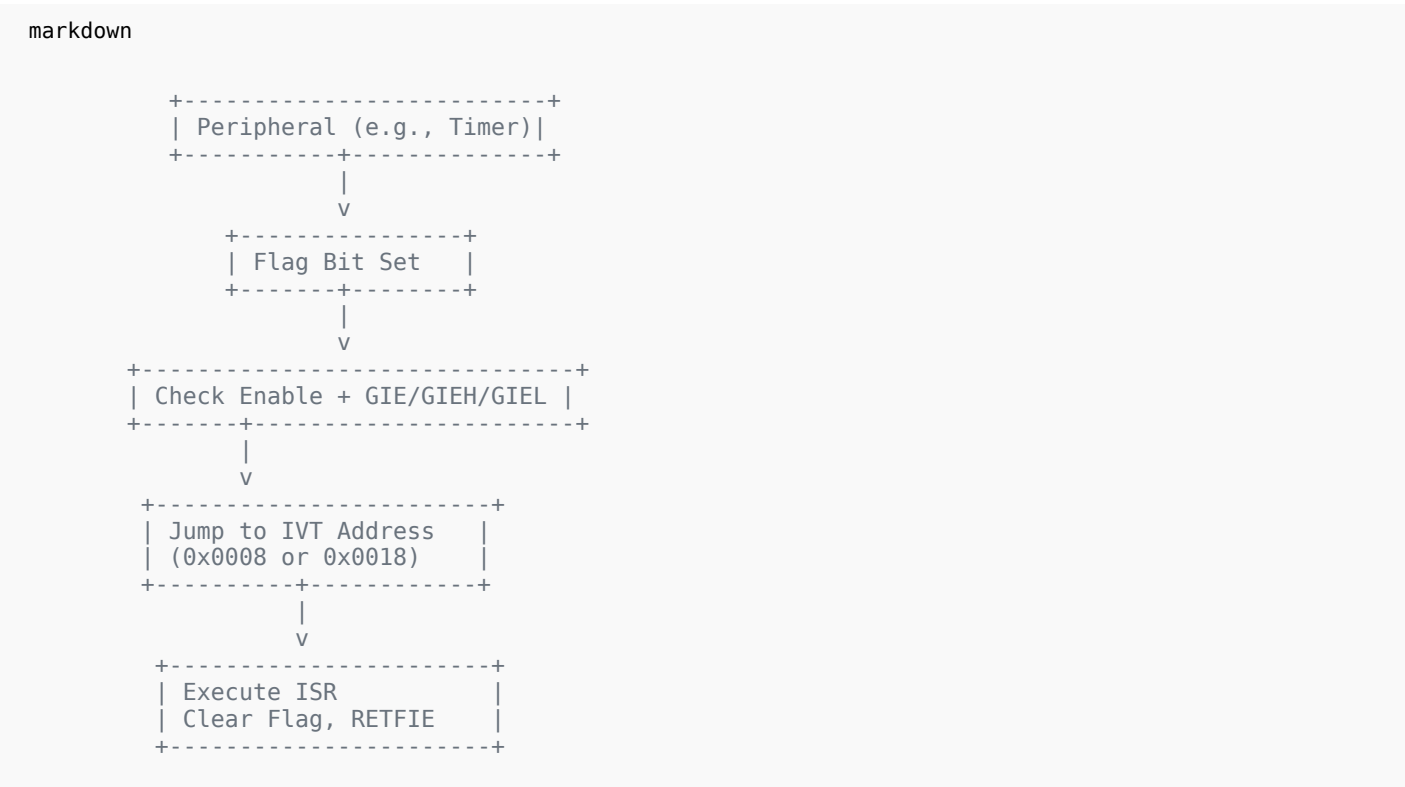 markdown
+--------------------------+
| Peripheral (e.g., Timer)|
+-----------+--------------+
|
v
+----------------+
| Flag Bit Set   |
+-------+--------+
|
v
+-------------------------------+
| Check Enable + GIE/GIEH/GIEL |
+-------+-----------------------+
|
v
+------------------------+
| Jump to IVT Address   |
| (0x0008 or 0x0018)    |
+----------+------------+
|
v
+-----------------------+
| Execute ISR           |
| Clear Flag, RETFIE    |
+-----------------------+